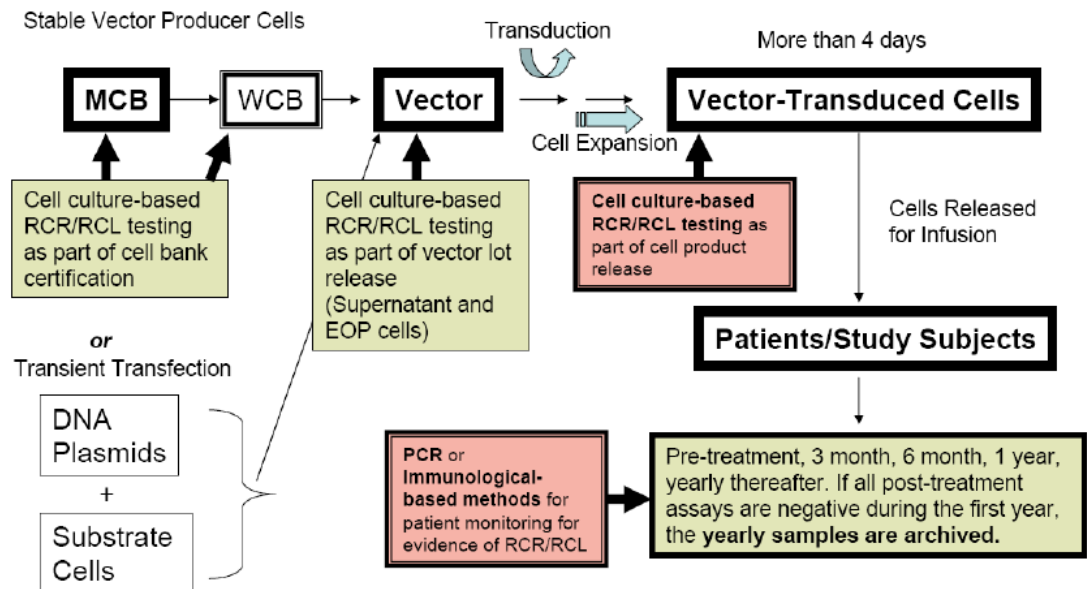 Stable Vector Producer Cells
Transduction
More than 4 days
MCB
WCB
Vector
Vector-Transduced Cells
Cell Expansion
Cell culture-based
RCR/RCL testing
as part of cell bank
certification
Cell culture-based
RCR/RCL testing
as part of vector lot
release
(Supernatant and
EOP cells)
Cell culture-based
RCR/RCL testing as
part of cell product
release
Cells Released
for Infusion
or
Transient Transfection
Patients/Study Subjects
DNA
Plasmids
+
Substrate
Cells
PCR or
Immunological-
based methods for
patient monitoring for
evidence of RCR/RCL
Pre-treatment, 3 month, 6 month, 1 year,
yearly thereafter. If all post-treatment
assays are negative during the first year,
the yearly samples are archived.